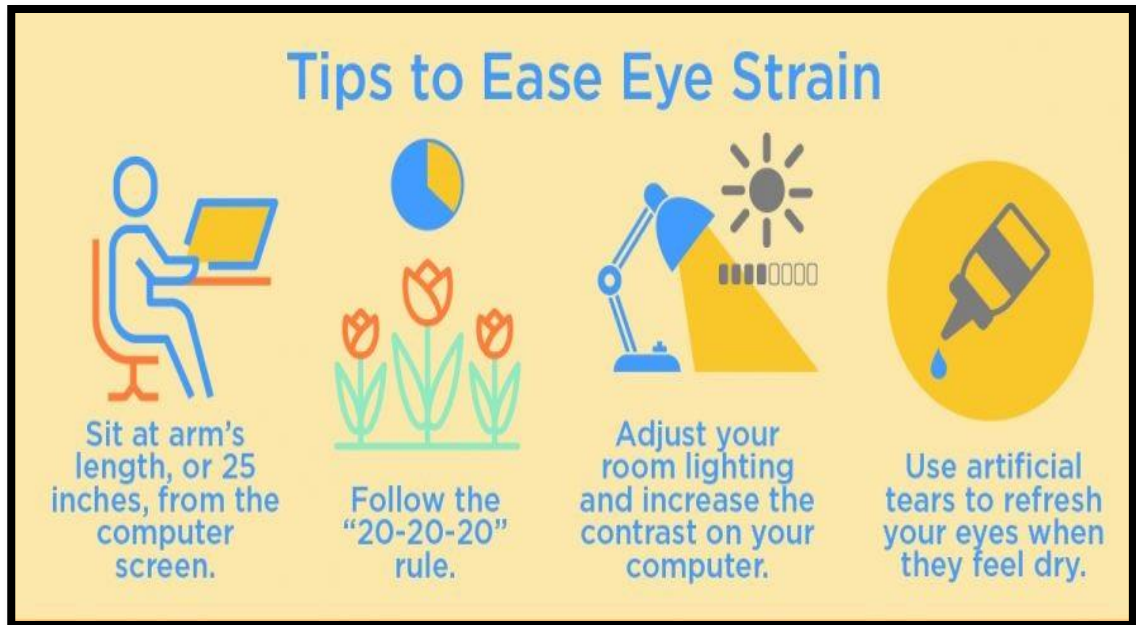 Tips to Ease Eye Strain
Sit at arm’s
length, or 25
inches, from the
computer
screen.
Follow the
“20-20-20”
rule.
Adjust your
room lighting
and increase the
contrast on your
computer.
Use artificial
tears to refresh
your eyes when
they feel dry.